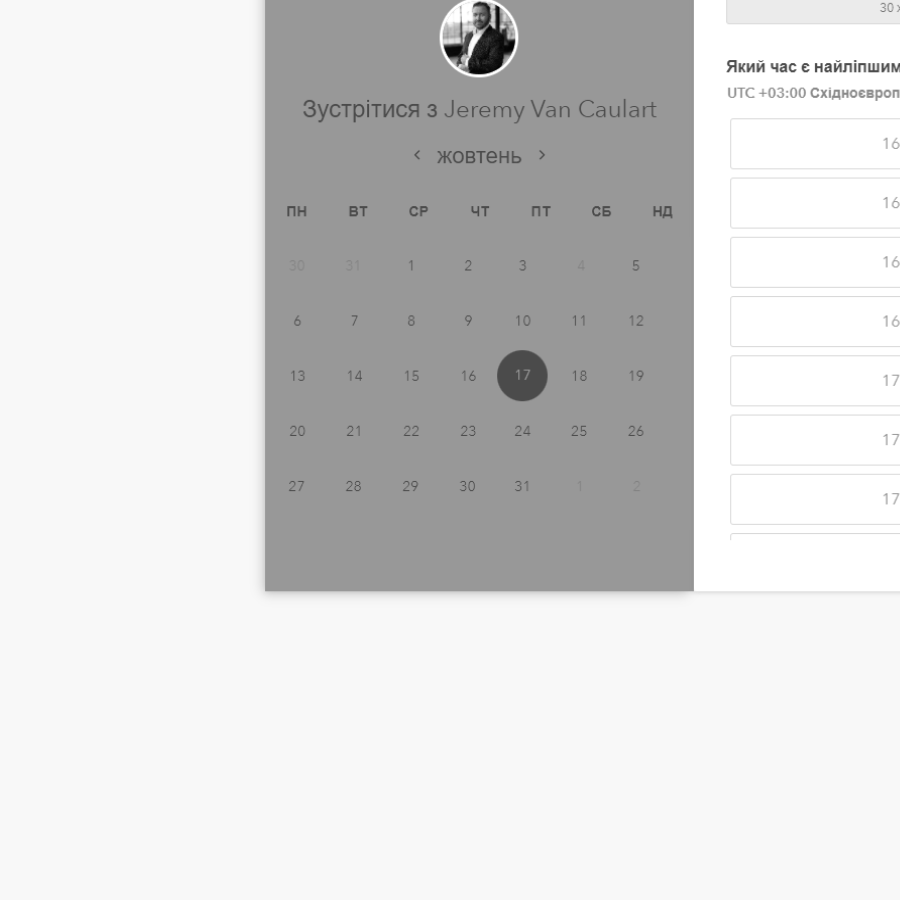 Зустрітися з Jeremy Van Caulart
жовтень
ПН ВТ СР ЧТ ПТ СБ НД
30 31 1 2 3 4 5
6 7 8 9 10 11 12
13 14 15 16 17 18 19
20 21 22 23 24 25 26
27 28 29 30 31 1 2
30
Який час є найліпшим
UTC +03:00
16
16
16
16
17
17
17